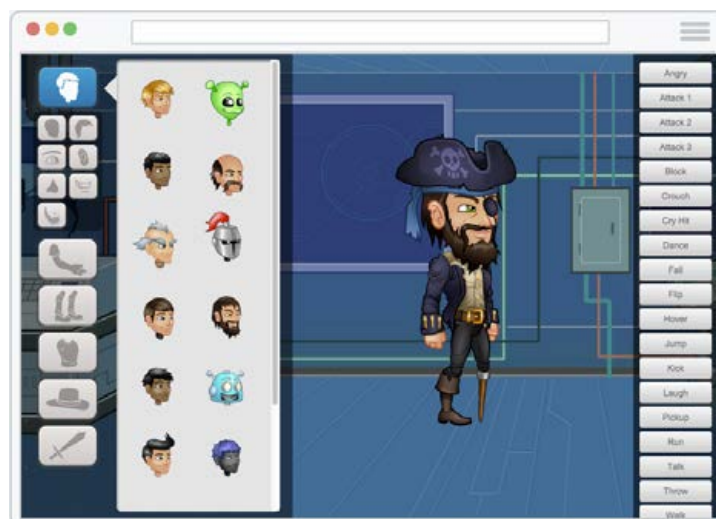 Angry
Attack 1
Attack 2
Attack 3
Block
Crouch
Cry Hit
Dance
Fall
Flip
Hover
Jump
Kick
Laugh
Pickup
Run
Talk
Throw
Walk